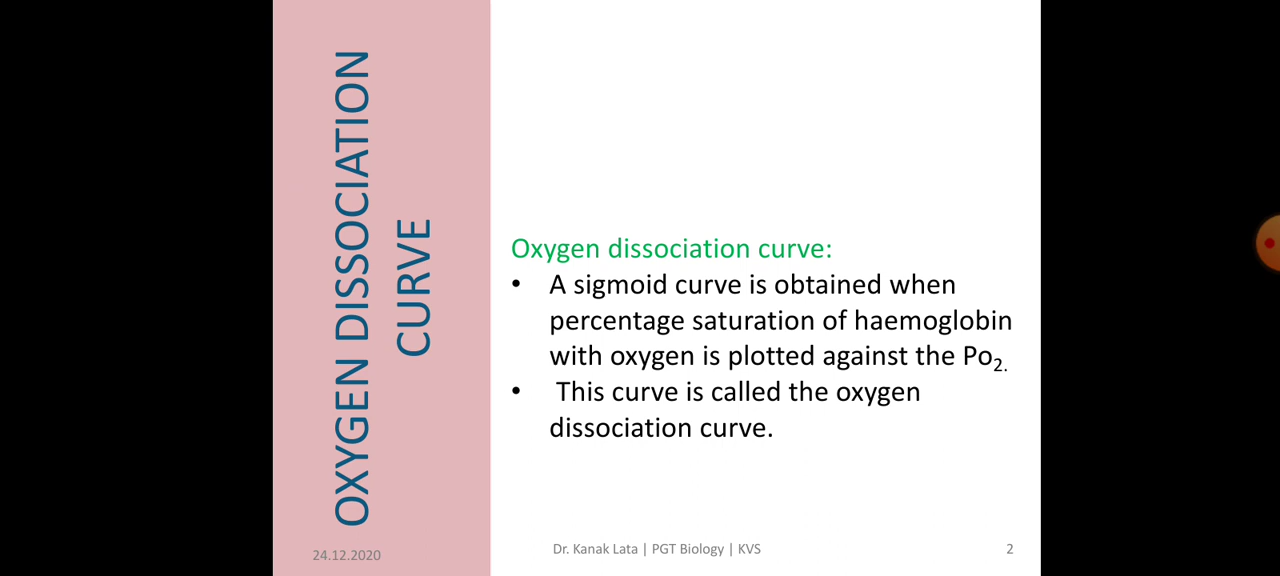 OXYGEN DISSOCIATION
CURVE
Oxygen dissociation curve:
• A sigmoid curve is obtained when
percentage saturation of haemoglobin
with oxygen is plotted against the Po₂.
• This curve is called the oxygen
dissociation curve.
24.12.2020
Dr. Kanak Lata | PGT Biology | KVS
2